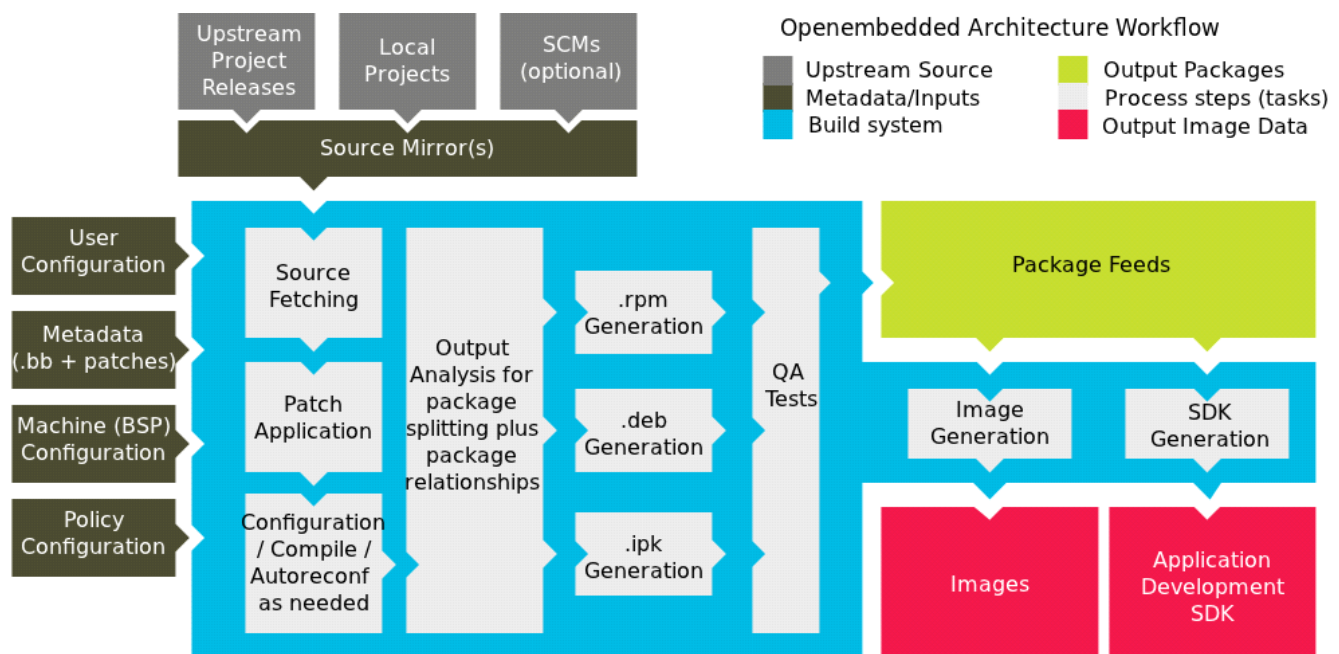 Openembedded Architecture Workflow
Upstream Source
Metadata/Inputs
Build system
Output Packages
Process steps (tasks)
Output Image Data
Upstream
Project
Releases
Local
Projects
SCMs
(optional)
Source Mirror(s)
User
Configuration
Metadata
(.bb + patches)
Machine (BSP)
Configuration
Policy
Configuration
Source
Fetching
Patch
Application
Configuration
/ Compile /
Autoreconf
as needed
Output
Analysis for
package
splitting plus
package
relationships
.rpm
Generation
.deb
Generation
.ipk
Generation
QA
Tests
Package Feeds
Image
Generation
SDK
Generation
Images
Application
Development
SDK